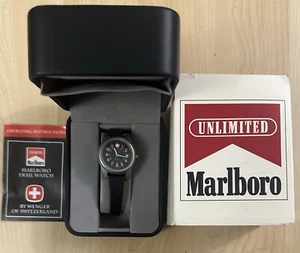 OPERATING INSTRUCTIONS
MARLBORO
TRAIL WATCH
BY WENGER
OF SWITZERLAND
UNLIMITED
Marlboro